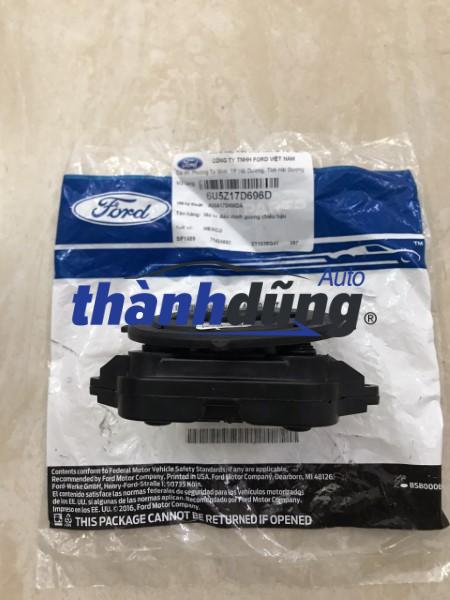 Ford
Ford
CÔNG TY TNHH FORD VIỆT NAM
6U5Z17D696D
MEXICO
Auto
thànhdũng®
Contents conform to Federal Motor Vehicle Safety Standards, if any are applicable.
Recommended by Ford Motor Company. Printed in USA. Ford Motor Company, Dearborn, MI 48126
Ford-Werke GmbH, Henry-Ford-Straße 1, 50735 Köln.
El contenido satisface las normas federales de seguridad para los vehículos motorizados
de los EE. UU. si algunas de las normas es aplicable. Recomendado por Ford Motor Company.
Impreso en los EE. UU. © 2016, Ford Motor Company.
THIS PACKAGE CANNOT BE RETURNED IF OPENED